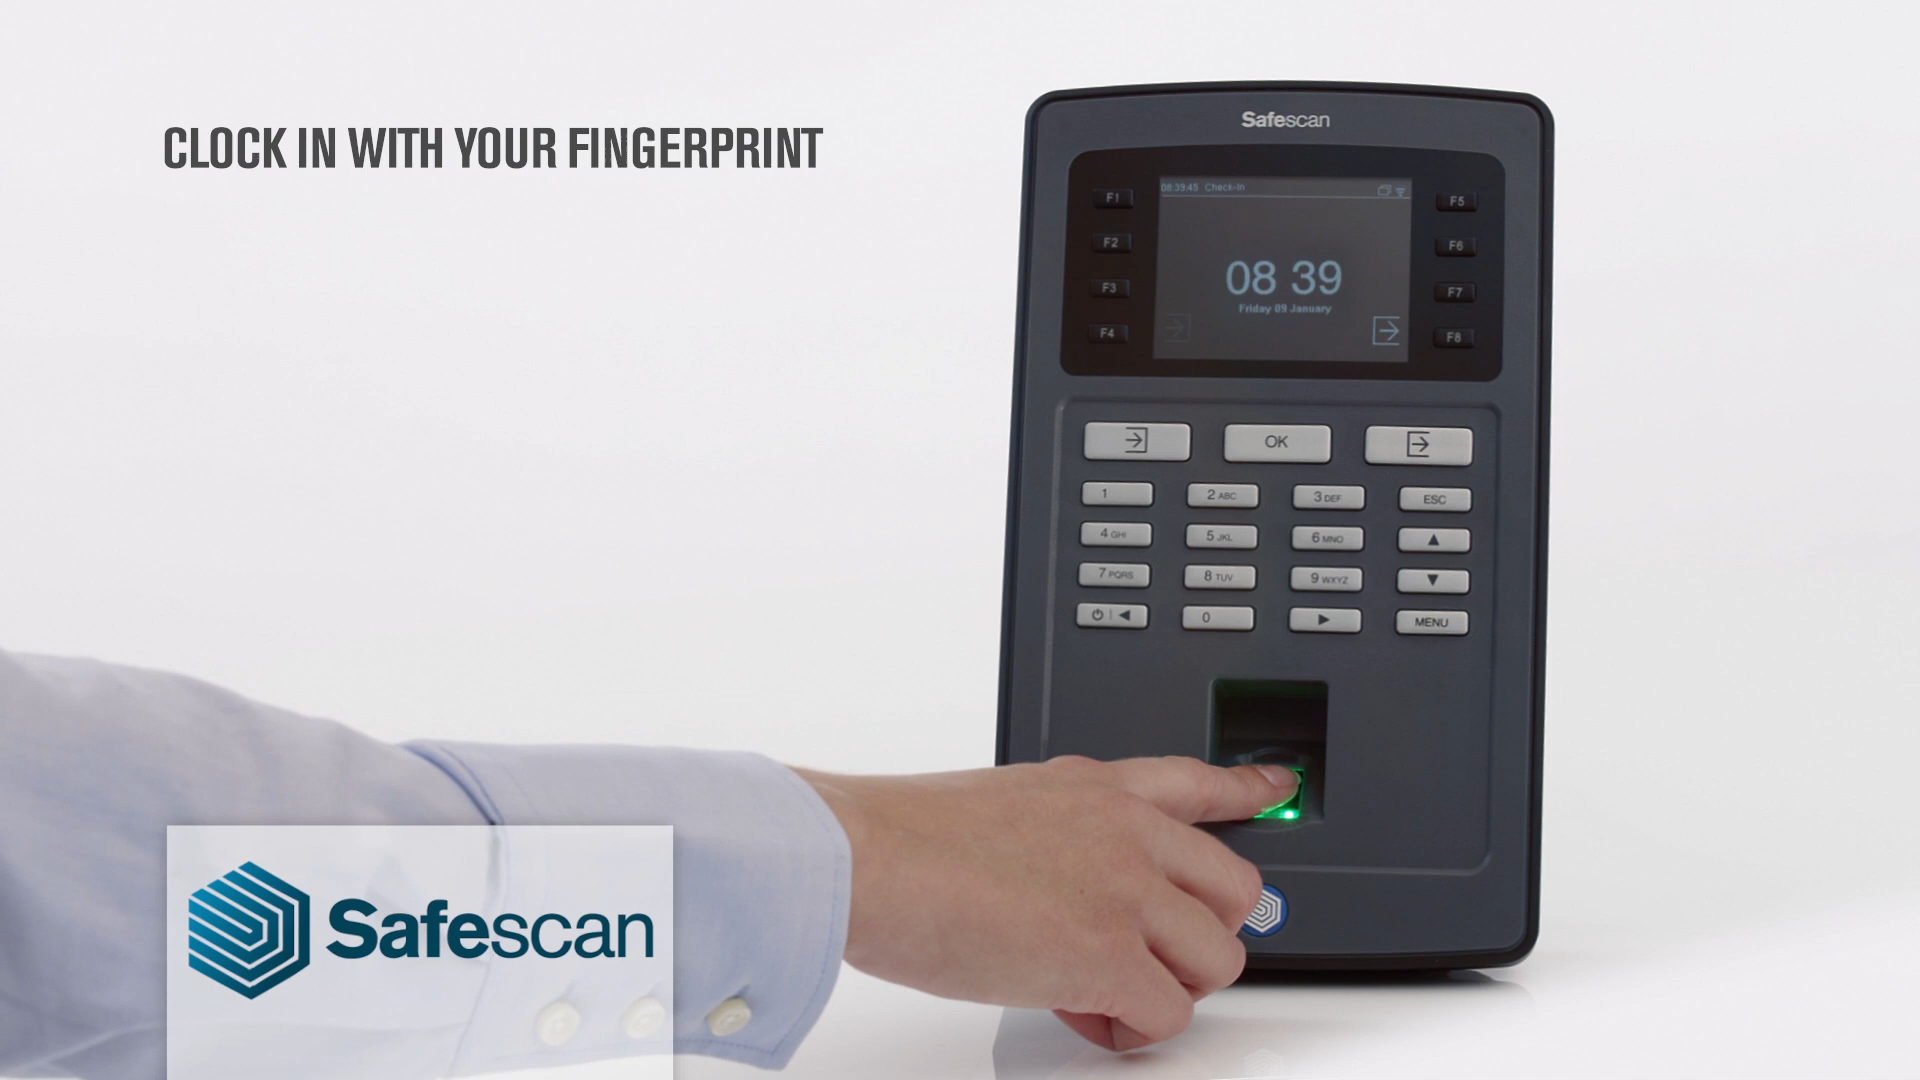 CLOCK IN WITH YOUR FINGERPRINT
Safescan
08:39:45 Check-In
08 39
Friday 09 January
F1
F2
F3
F4
F5
F6
F7
F8
OK
1
2 ABC
3 DEF
ESC
4 GHI
5 JKL
6 MNO
7 PQRS
8 TUV
9 WXYZ
0
MENU
Safescan